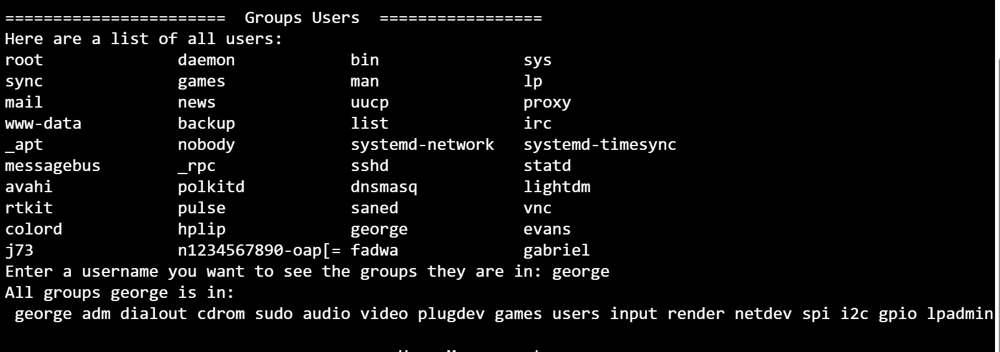 ======================= Groups Users =================
Here are a list of all users:
root daemon bin sys
sync games man lp
mail news uucp proxy
www-data backup list irc
_apt nobody systemd-network systemd-timesync
messagebus _rpc sshd statd
avahi polkitd dnsmasq lightdm
rtkit pulse saned vnc
colord hplip george evans
j73 n1234567890-oap[= fadwa gabriel
Enter a username you want to see the groups they are in: george
All groups george is in:
george adm dialout cdrom sudo audio video plugdev games users input render netdev spi i2c gpio lpadmin